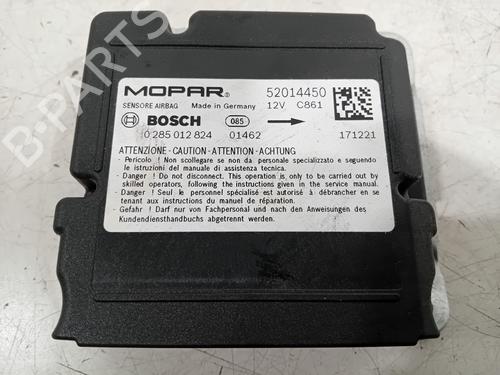 MOPAR® 52014450
SENSORE AIRBAG Made in Germany 12V C861
BOSCH 085
0 285 012 824 01462 171221
ATTENZIONE - CAUTION - ATTENTION - ACHTUNG
- Pericolo ! Non scollegare se non da personale specializzato e seguendo
le istruzioni del manuale di assistenza tecnica.
- Danger ! Do not disconnect. This operation is only to be carried out by
skilled operators, following the instructions given in the service manual.
- Danger ! Seul le personnel spécialisé est autorisé à débrancher en se
tenant aux instructions du manuel de réparation.
- Gefahr ! Darf nur von Fachpersonal und nach den Anweisungen des
Kundendiensthandbuchs abgetrennt werden.
B-Parts